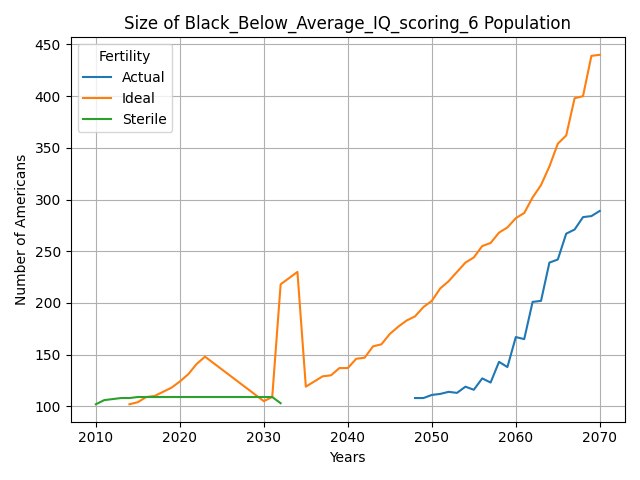 Size of Black_Below_Average_IQ_scoring_6 Population
Fertility
Actual
Ideal
Sterile
Number of Americans
450
400
350
300
250
200
150
100
2010 2020 2030 2040 2050 2060 2070
Years